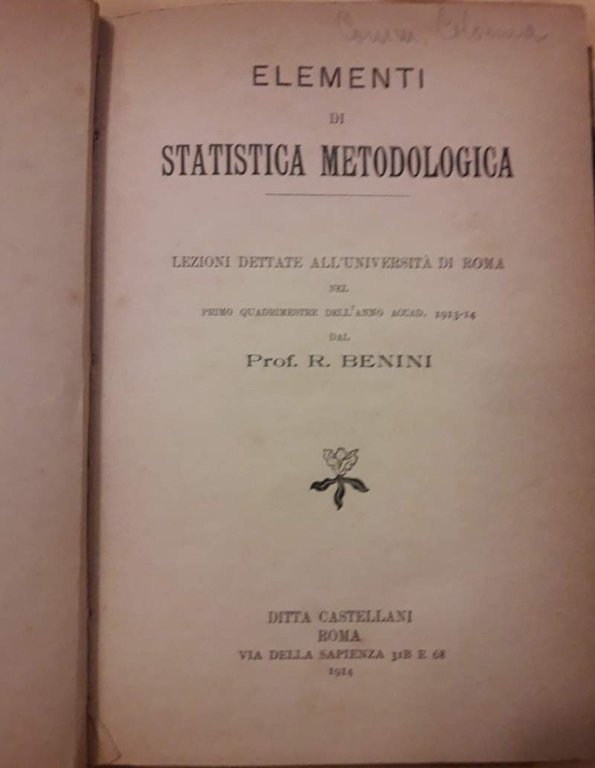 ELEMENTI
DI
STATISTICA METODOLOGICA
LEZIONI DETTATE ALL'UNIVERSITÀ DI ROMA
NEL
PRIMO QUADRIMESTRE DELL'ANNO ACCAD. 1913-14
DAL
Prof. R. BENINI
DITTA CASTELLANI
ROMA
VIA DELLA SAPIENZA 31B E 68
1914